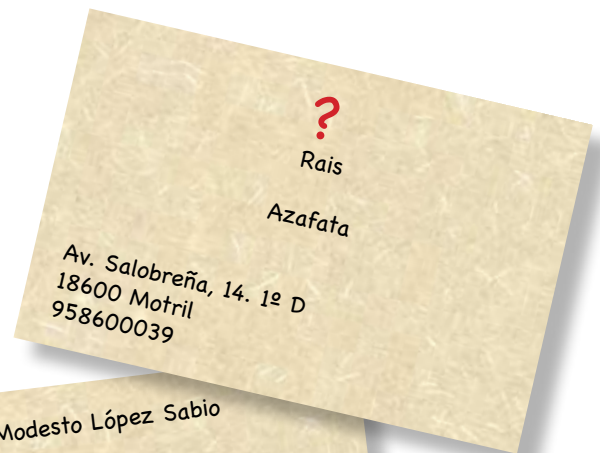 ?
Rais
Azafata
Av. Salobreña, 14. 1º D
18600 Motril
958600039
Modesto López Sabio